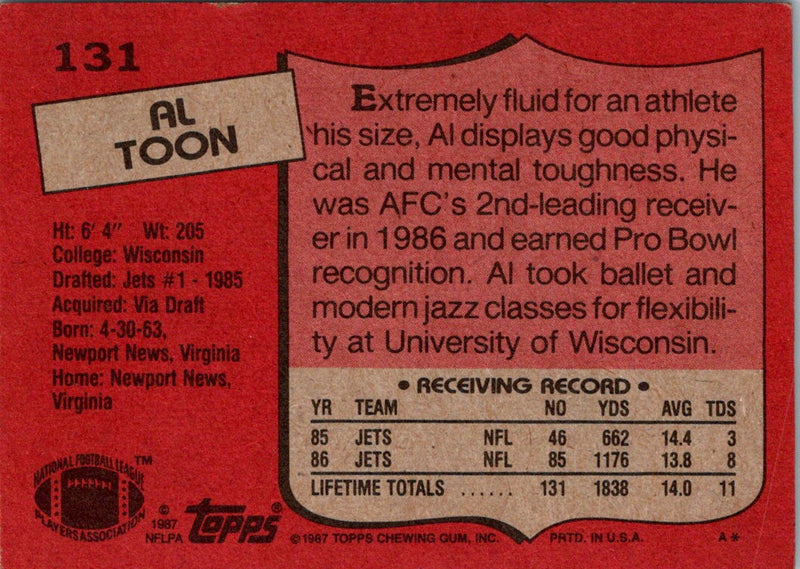 131
AL
TOON
Ht: 6' 4" Wt: 205
College: Wisconsin
Drafted: Jets #1 - 1985
Acquired: Via Draft
Born: 4-30-63,
Newport News, Virginia
Home: Newport News,
Virginia
Extremely fluid for an athlete
his size, Al displays good physi-
cal and mental toughness. He
was AFC's 2nd-leading receiv-
er in 1986 and earned Pro Bowl
recognition. Al took ballet and
modern jazz classes for flexibili-
ty at University of Wisconsin.
• RECEIVING RECORD •
YR TEAM NO YDS AVG TDS
85 JETS NFL 46 662 14.4 3
86 JETS NFL 85 1176 13.8 8
LIFETIME TOTALS ...... 131 1838 14.0 11
NATIONAL FOOTBALL LEAGUE
PLAYERS ASSOCIATION
TM
©
1987
NFLPA
topps®
©1987 TOPPS CHEWING GUM, INC. PRTD. IN U.S.A. A*